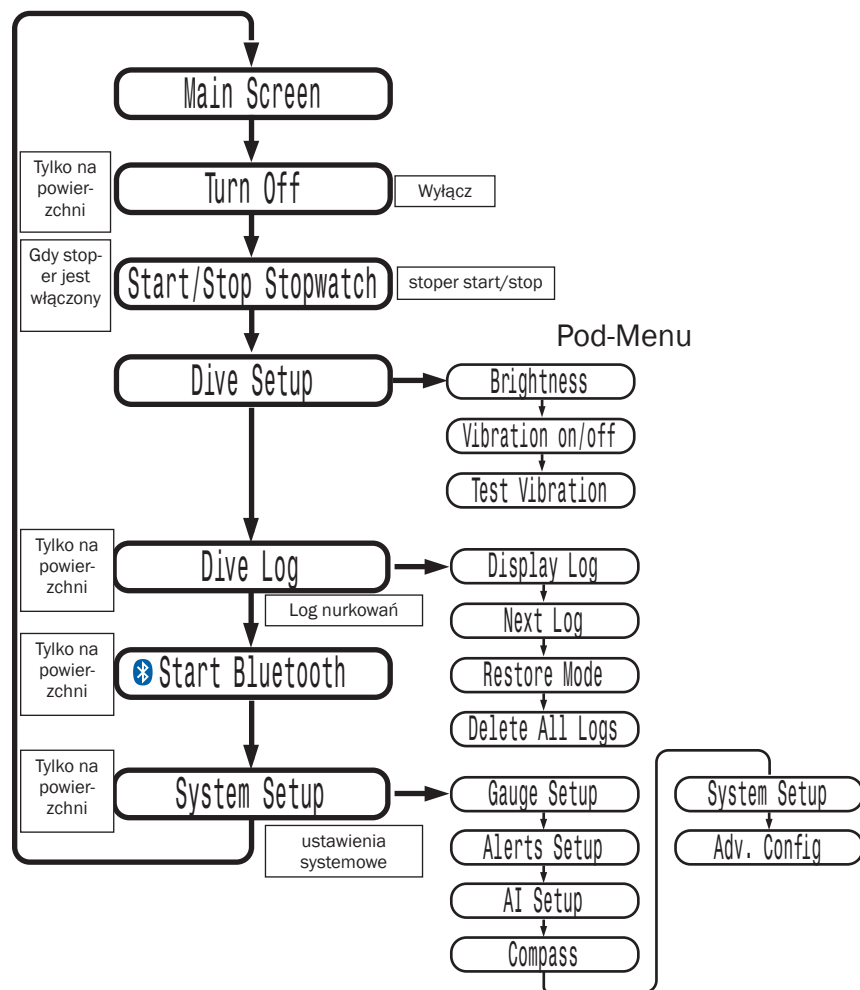 Main Screen
Tylko na
powier-
zchni
Turn Off
Wyłącz
Gdy stop-
er jest
włączony
Start/Stop Stopwatch
stoper start/stop
Pod-Menu
Dive Setup
Brightness
Vibration on/off
Test Vibration
Tylko na
powier-
zchni
Dive Log
Log nurkowań
Display Log
Next Log
Restore Mode
Delete All Logs
Tylko na
powier-
zchni
Start Bluetooth
Tylko na
powier-
zchni
System Setup
ustawienia
systemowe
Gauge Setup
Alerts Setup
AI Setup
Compass
System Setup
Adv. Config